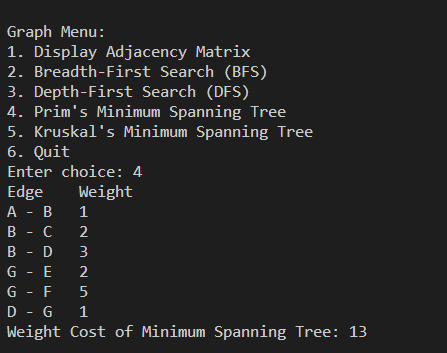 Graph Menu:
1. Display Adjacency Matrix
2. Breadth-First Search (BFS)
3. Depth-First Search (DFS)
4. Prim's Minimum Spanning Tree
5. Kruskal's Minimum Spanning Tree
6. Quit
Enter choice: 4
Edge    Weight
A - B   1
B - C   2
B - D   3
G - E   2
G - F   5
D - G   1
Weight Cost of Minimum Spanning Tree: 13